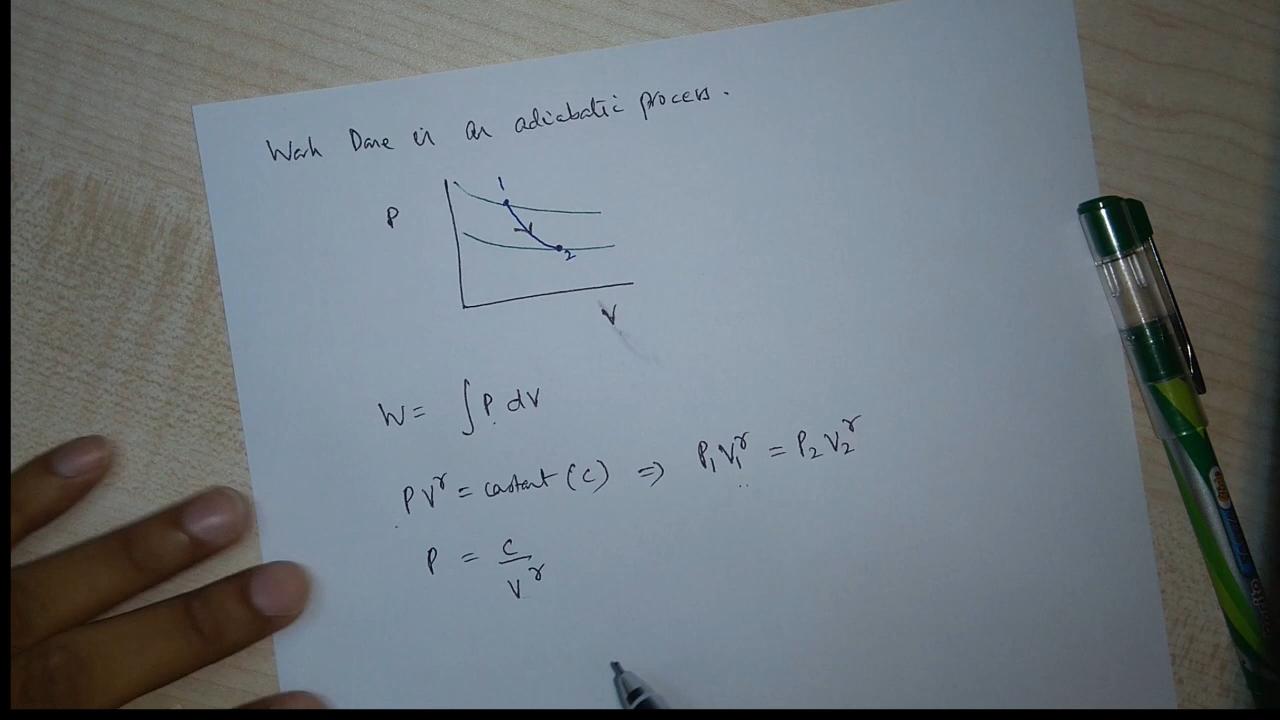 Work Done in an adiabatic process.
1
P
2
V
W = ∫ P dV
PV^γ = constant (C) ⇒ P₁V₁^γ = P₂V₂^γ
P = C/V^γ